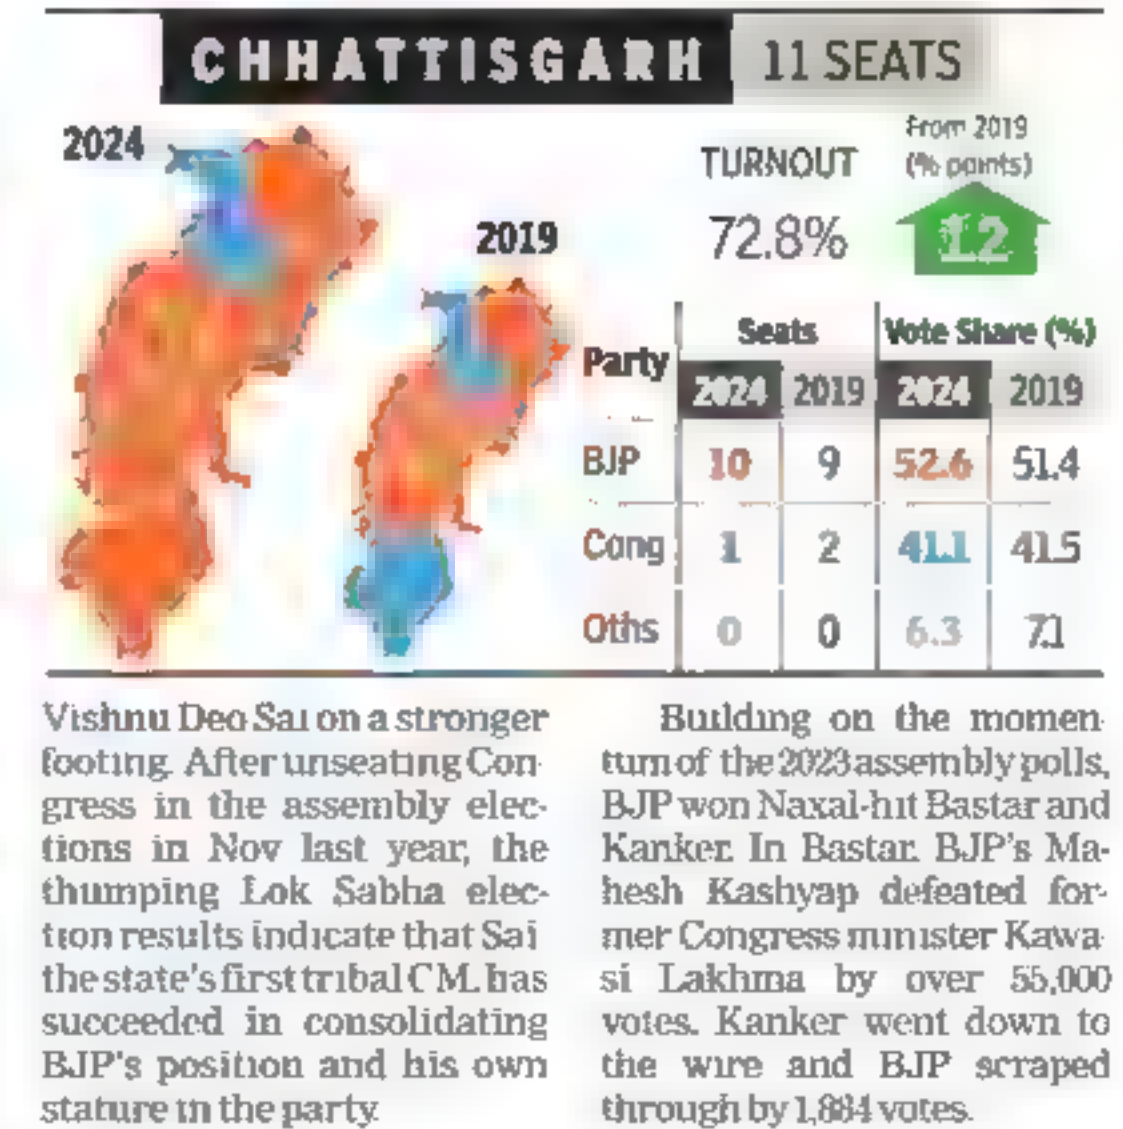 CHHATTISGARH 11 SEATS
2024
2019
TURNOUT
72.8%
From 2019
(% points)
1.2
Party Seats Vote Share (%)
2024 2019 2024 2019
BJP 10 9 52.6 51.4
Cong 1 2 41.1 41.5
Oths 0 0 6.3 7.1
Vishnu Deo Sai on a stronger
footing. After unseating Con-
gress in the assembly elec-
tions in Nov last year, the
thumping Lok Sabha elec-
tion results indicate that Sai,
the state's first tribal CM, has
succeeded in consolidating
BJP's position and his own
stature in the party.
Building on the momen-
tum of the 2023 assembly polls,
BJP won Naxal-hit Bastar and
Kanker. In Bastar, BJP's Ma-
hesh Kashyap defeated for-
mer Congress minister Kawa-
si Lakhma by over 55,000
votes. Kanker went down to
the wire and BJP scraped
through by 1,884 votes.